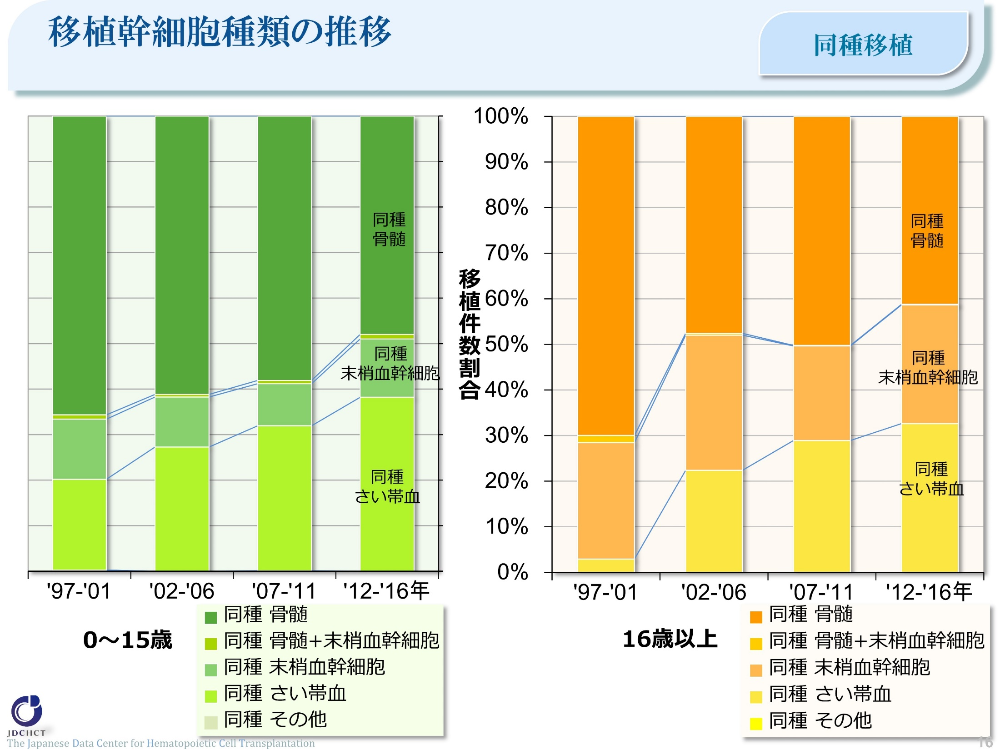 移植幹細胞種類の推移
同種移植
同種
骨髄
同種
末梢血幹細胞
同種
さい帯血
'97-'01
'02-'06
'07-'11
'12-'16年
0～15歳
同種 骨髄
同種 骨髄+末梢血幹細胞
同種 末梢血幹細胞
同種 さい帯血
同種 その他
移植件数割合
100%
90%
80%
70%
60%
50%
40%
30%
20%
10%
0%
同種
骨髄
同種
末梢血幹細胞
同種
さい帯血
'97-'01
'02-'06
'07-'11
'12-'16年
16歳以上
同種 骨髄
同種 骨髄+末梢血幹細胞
同種 末梢血幹細胞
同種 さい帯血
同種 その他
JDCHCT
The Japanese Data Center for Hematopoietic Cell Transplantation
16